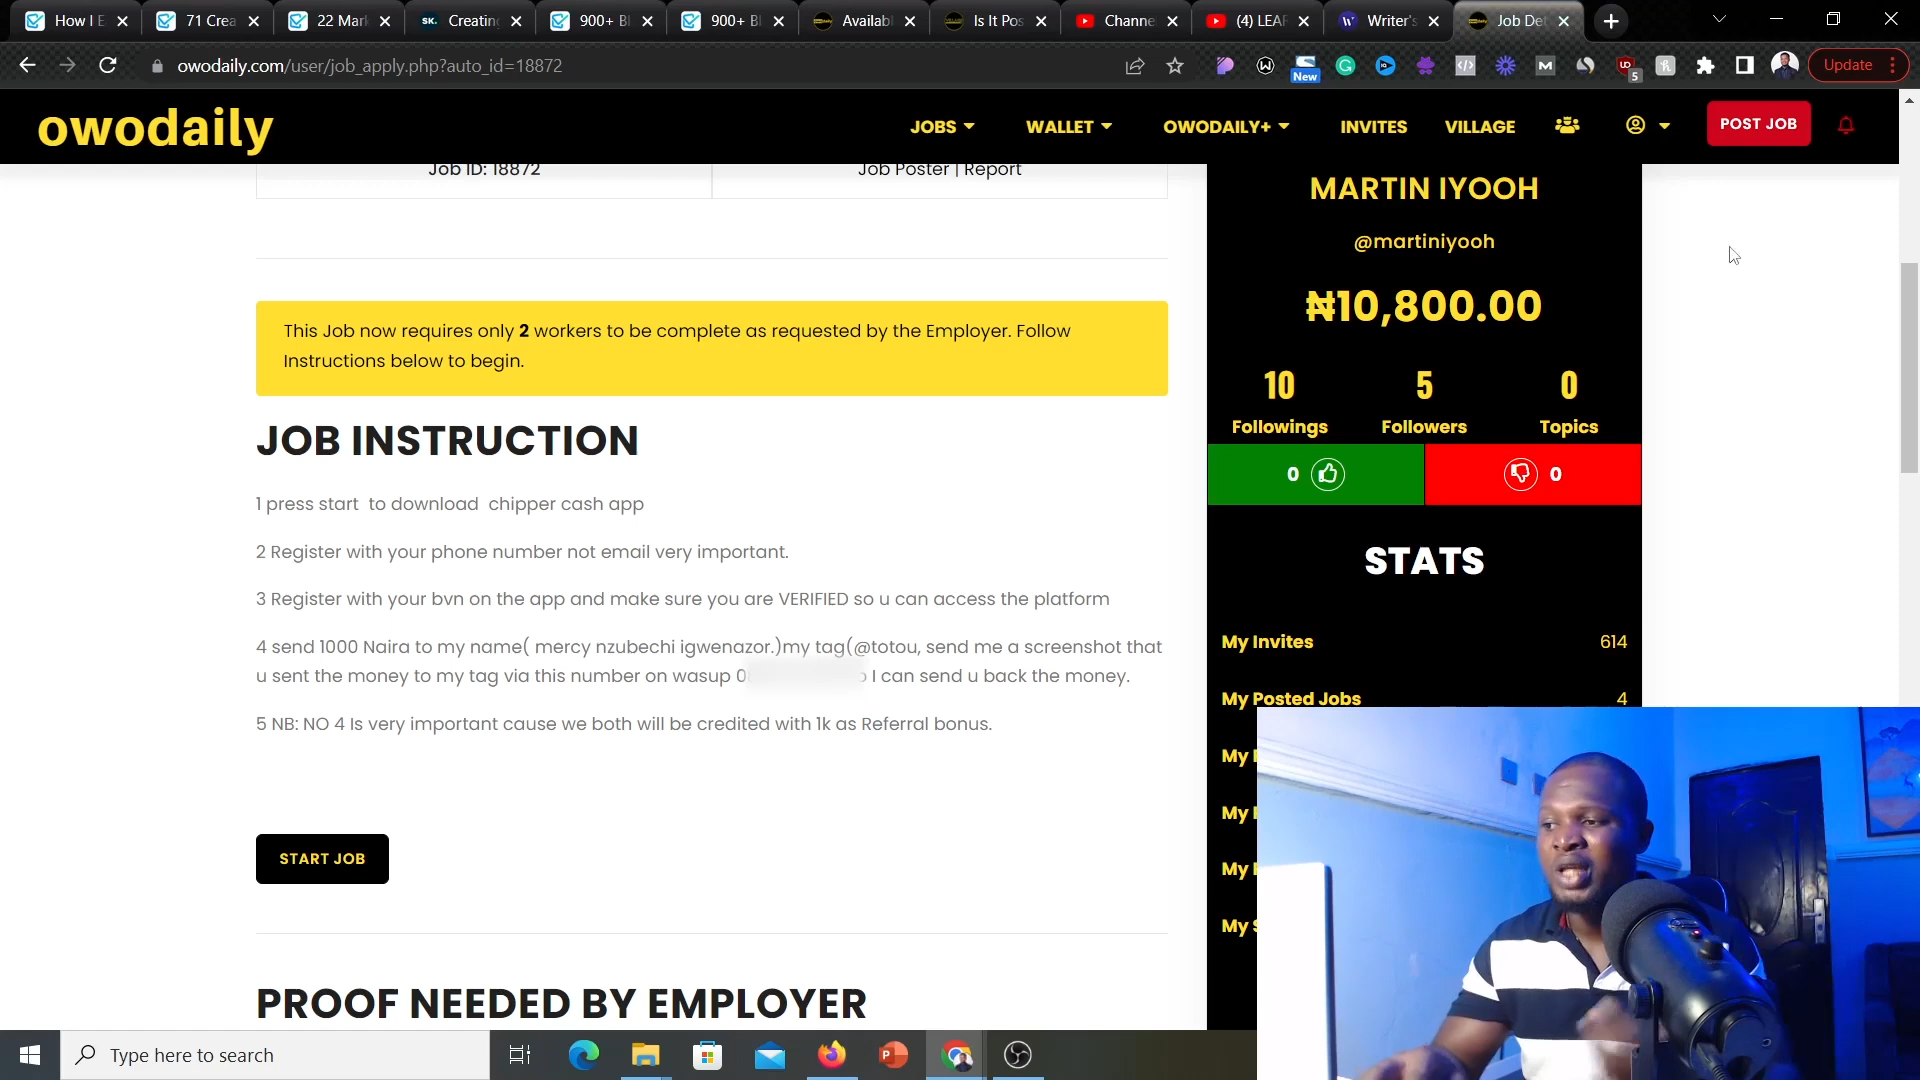 How I E
71 Crea
22 Mark
Creating
900+ Bl
900+ Bl
Availabl
Is It Pos
Channe
(4) LEAR
Writer's
Job Det
owodaily.com/user/job_apply.php?auto_id=18872
New
5
Update
owodaily
JOBS
WALLET
OWODAILY+
INVITES
VILLAGE
POST JOB
Job ID: 18872
Job Poster | Report
This Job now requires only 2 workers to be complete as requested by the Employer. Follow
Instructions below to begin.
JOB INSTRUCTION
1 press start to download chipper cash app
2 Register with your phone number not email very important.
3 Register with your bvn on the app and make sure you are VERIFIED so u can access the platform
4 send 1000 Naira to my name( mercy nzubechi igwenazor.)my tag(@totou, send me a screenshot that
u sent the money to my tag via this number on wasup I can send u back the money.
5 NB: NO 4 Is very important cause we both will be credited with 1k as Referral bonus.
START JOB
PROOF NEEDED BY EMPLOYER
MARTIN IYOOH
@martiniyooh
₦10,800.00
10
5
0
Followings
Followers
Topics
0
0
STATS
My Invites
614
My Posted Jobs
4
My
My
My
My
Type here to search